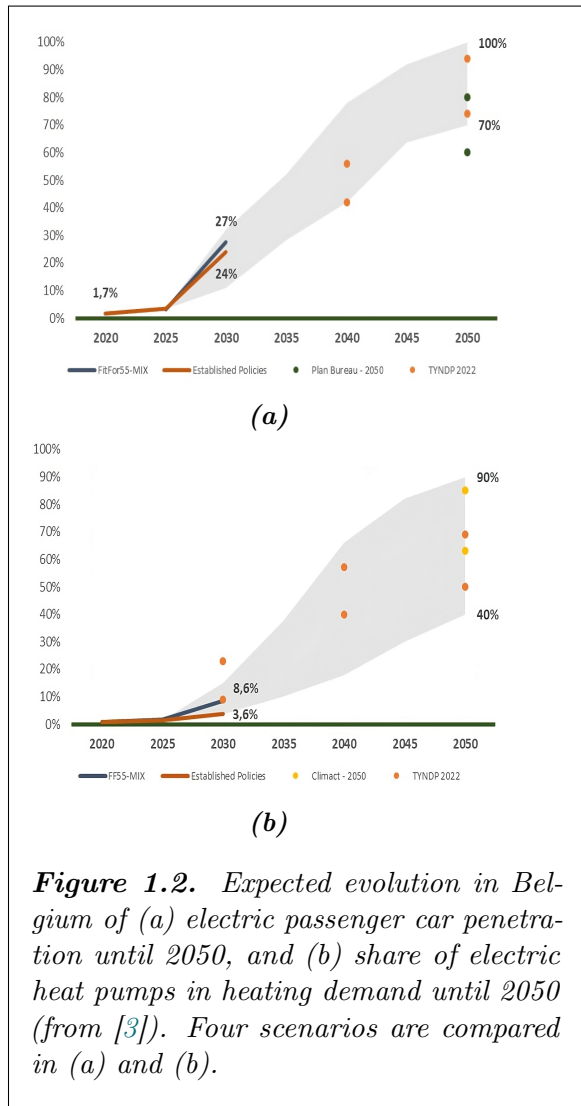 100%
90%
80%
70%
60%
50%
40%
30%
20%
10%
0%
100%
70%
27%
24%
1,7%
2020 2025 2030 2035 2040 2045 2050
FitFor55-MIX Established Policies Plan Bureau - 2050 TYNDP 2022
(a)
100%
90%
80%
70%
60%
50%
40%
30%
20%
10%
0%
90%
40%
8,6%
3,6%
2020 2025 2030 2035 2040 2045 2050
FF55-MIX Established Policies Climact - 2050 TYNDP 2022
(b)
Figure 1.2. Expected evolution in Bel-
gium of (a) electric passenger car penetra-
tion until 2050, and (b) share of electric
heat pumps in heating demand until 2050
(from [3]). Four scenarios are compared
in (a) and (b).